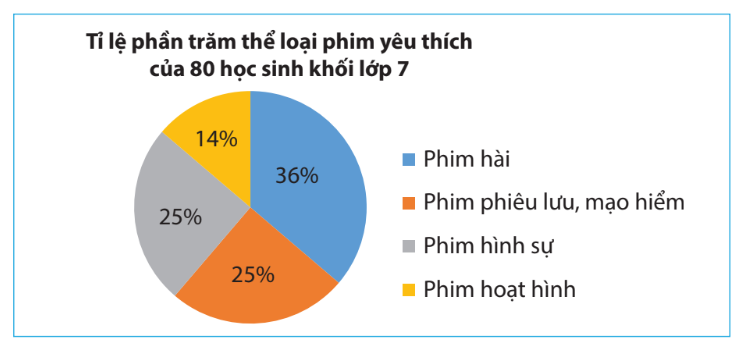 Tỉ lệ phần trăm thể loại phim yêu thích
của 80 học sinh khối lớp 7
14%
36%
25%
25%
Phim hài
Phim phiêu lưu, mạo hiểm
Phim hình sự
Phim hoạt hình